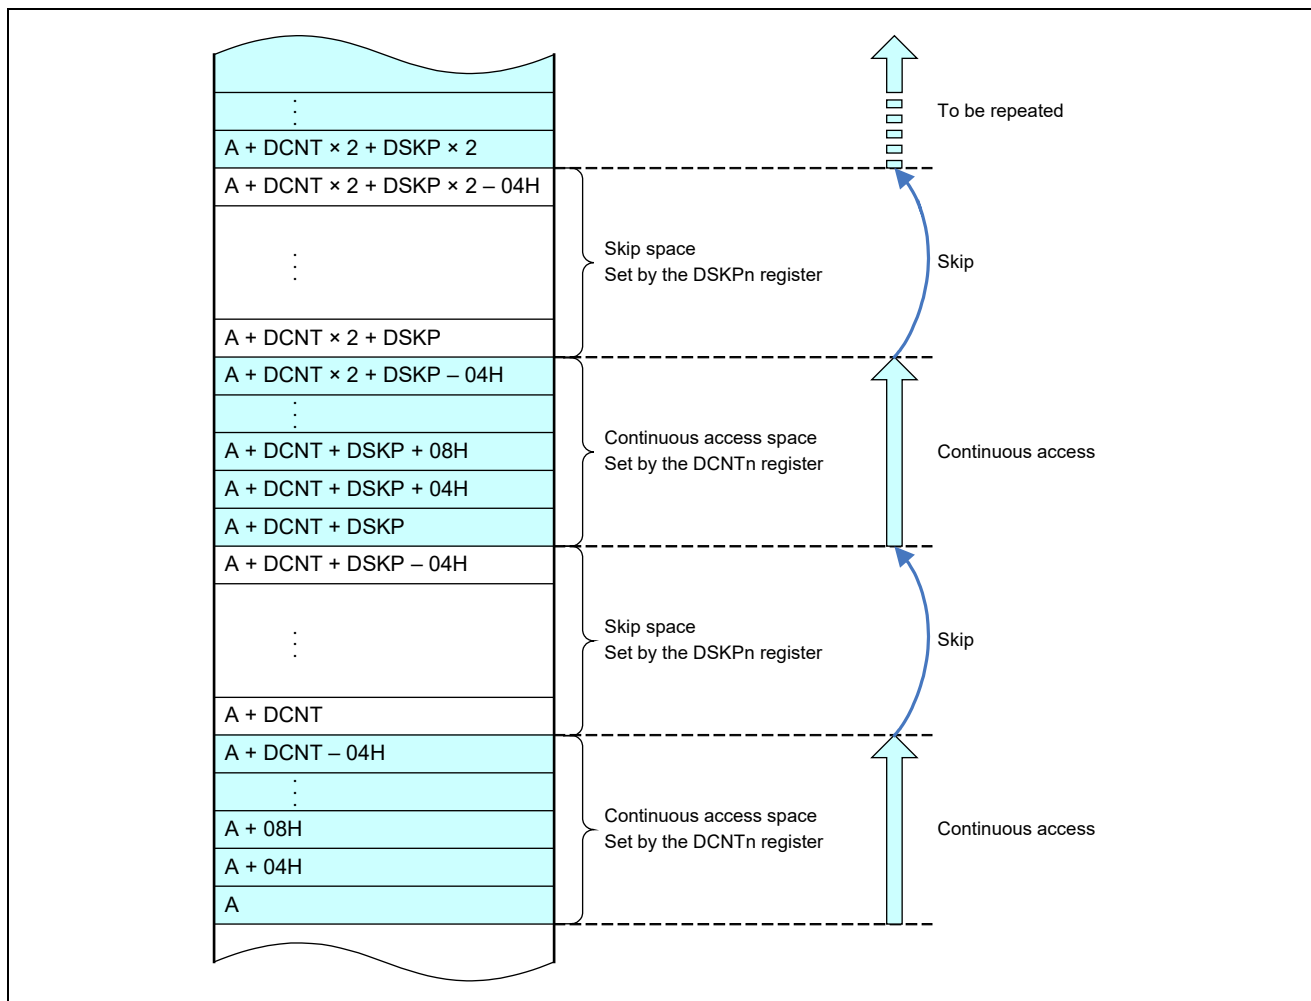 To be repeated
A + DCNT × 2 + DSKP × 2
A + DCNT × 2 + DSKP × 2 – 04H
Skip space
Set by the DSKPn register
Skip
A + DCNT × 2 + DSKP
A + DCNT × 2 + DSKP – 04H
A + DCNT + DSKP + 08H
Continuous access space
Set by the DCNTn register
Continuous access
A + DCNT + DSKP + 04H
A + DCNT + DSKP
A + DCNT + DSKP – 04H
Skip space
Set by the DSKPn register
Skip
A + DCNT
A + DCNT – 04H
Continuous access space
Set by the DCNTn register
Continuous access
A + 08H
A + 04H
A